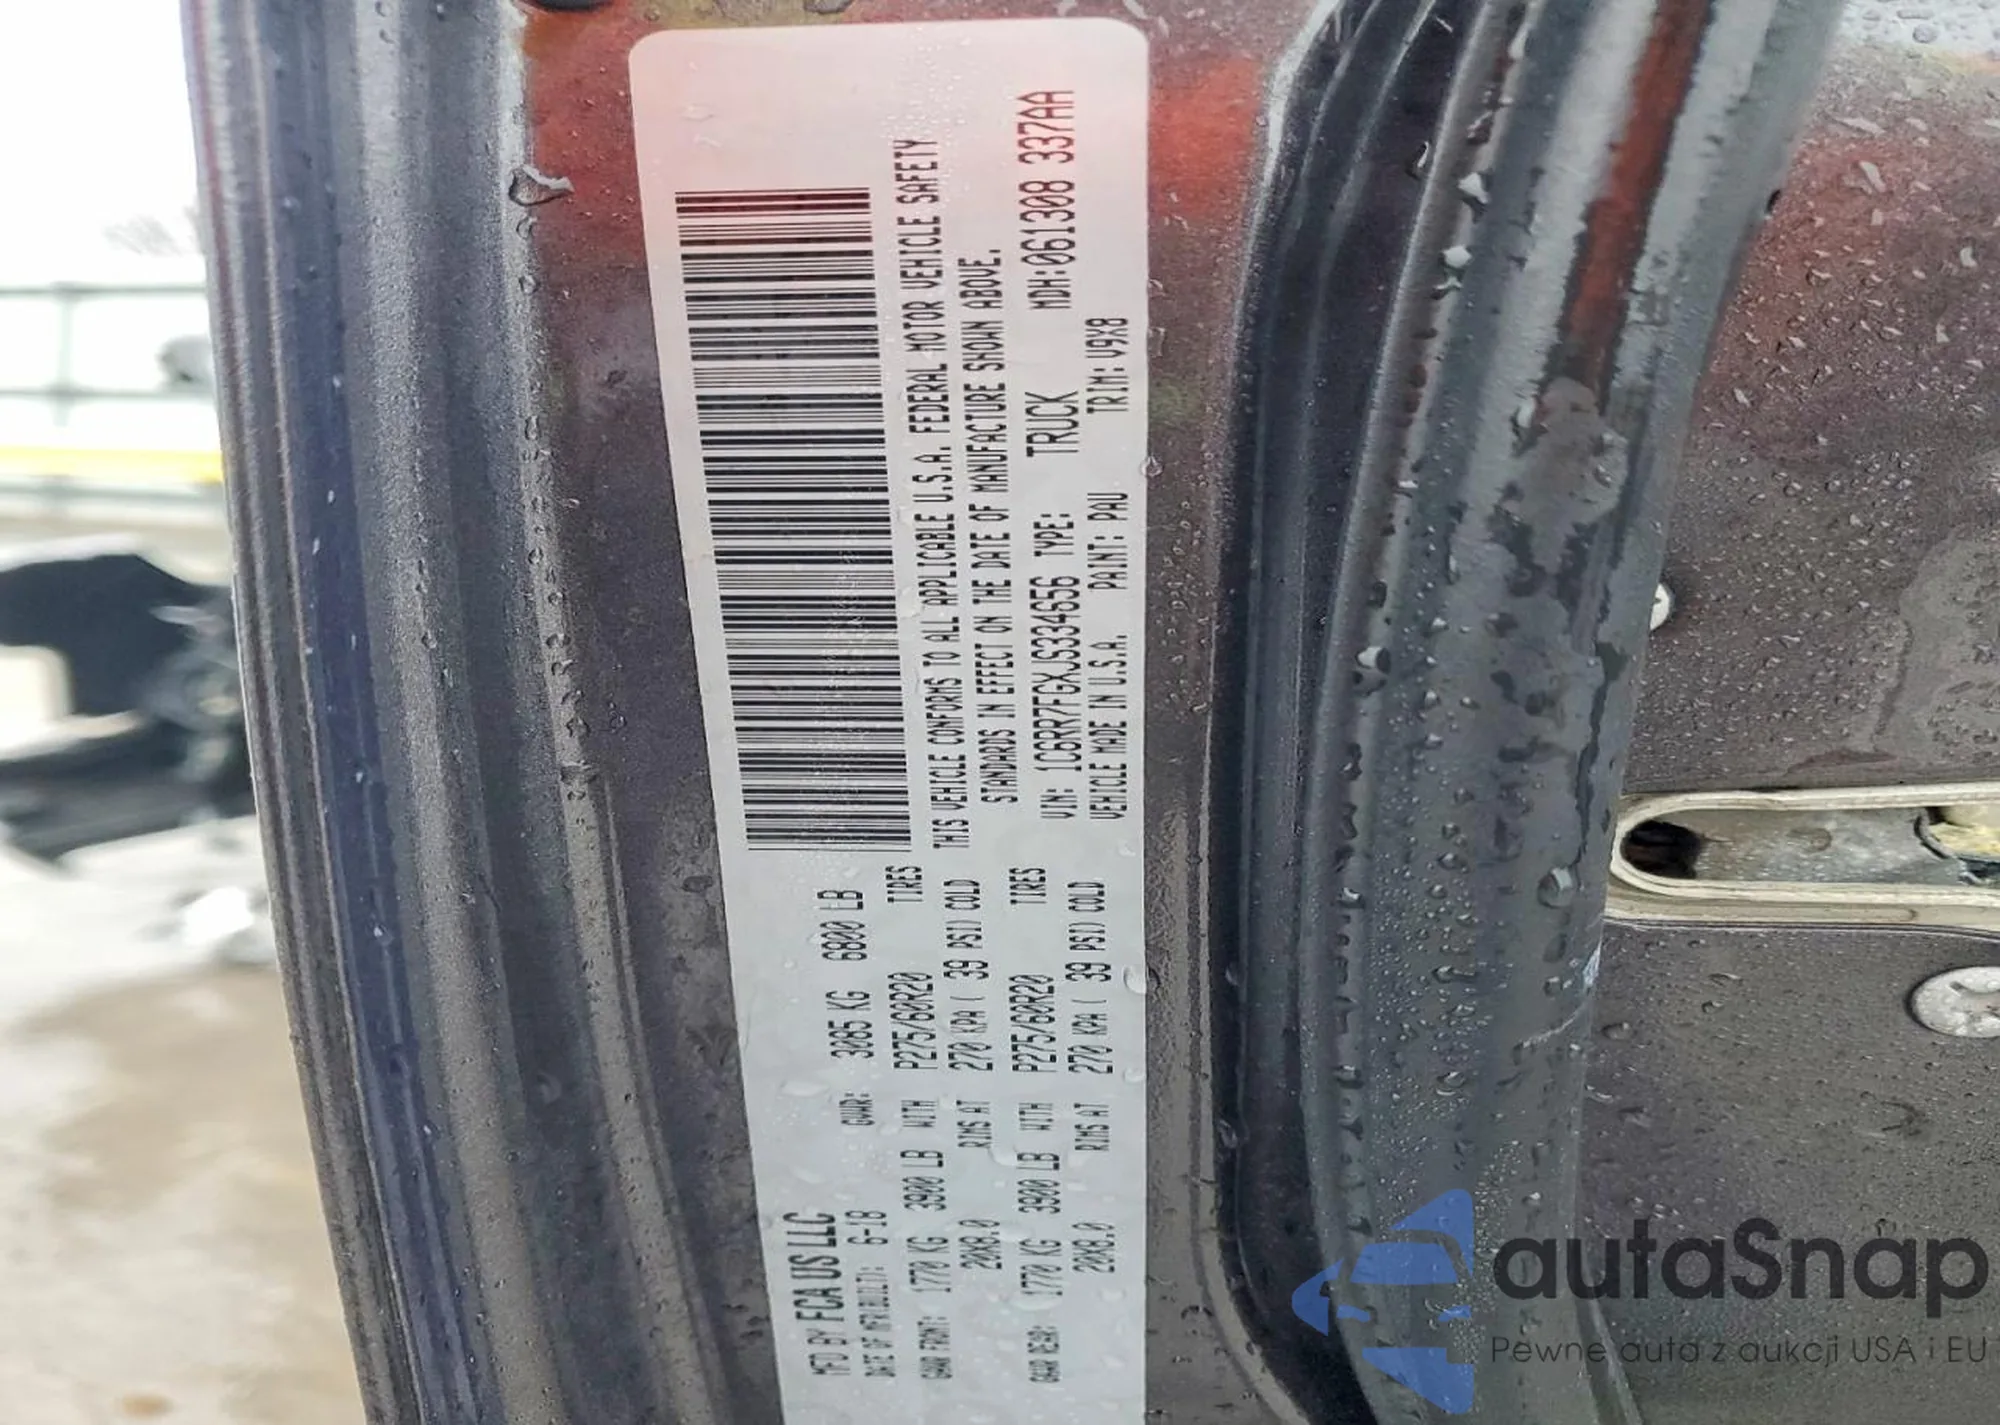 MFD BY FCA US LLC
DATE OF MFR(BUILT): 6-18 GVWR: 3085 KG 6800 LB
GAWR FRONT: 1770 KG 3900 LB WITH P275/60R20 TIRES
20X8.0 RIMS AT 270 KPA ( 39 PSI) COLD
GAWR REAR: 1770 KG 3900 LB WITH P275/60R20 TIRES
20X8.0 RIMS AT 270 KPA ( 39 PSI) COLD
THIS VEHICLE CONFORMS TO ALL APPLICABLE U.S.A. FEDERAL MOTOR VEHICLE SAFETY
STANDARDS IN EFFECT ON THE DATE OF MANUFACTURE SHOWN ABOVE.
VIN: 1C6RR7FGXJS334656 TYPE: TRUCK MDH:061308 337AA
VEHICLE MADE IN U.S.A. PAINT: PAU TRIM: V9X8
autaSnap
Pewne auta z aukcji USA i EU